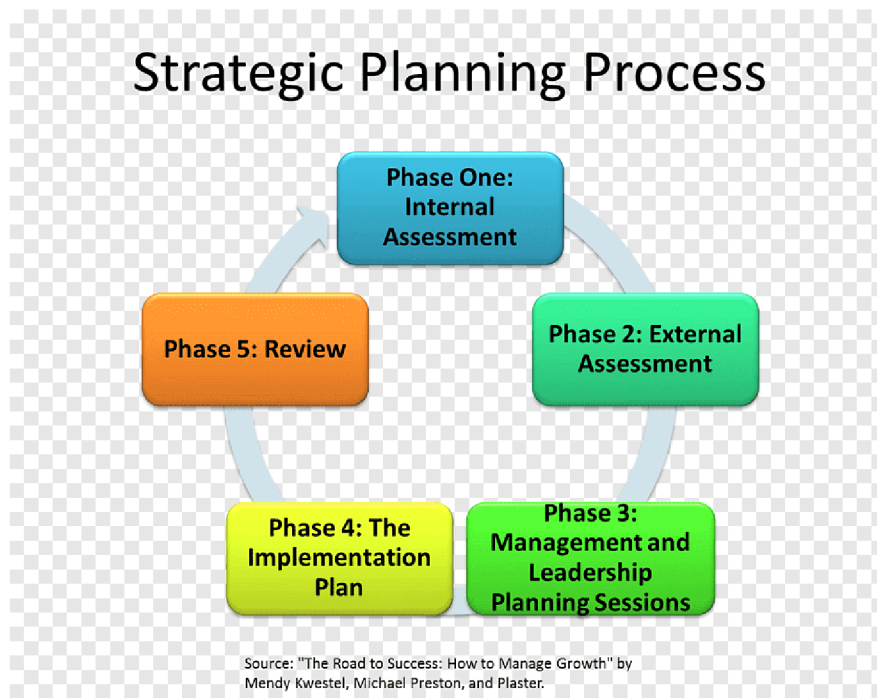 Strategic Planning Process
Phase One:
Internal
Assessment
Phase 2: External
Assessment
Phase 3:
Management and
Leadership
Planning Sessions
Phase 4: The
Implementation
Plan
Phase 5: Review
Source: "The Road to Success: How to Manage Growth" by
Mendy Kwestel, Michael Preston, and Plaster.